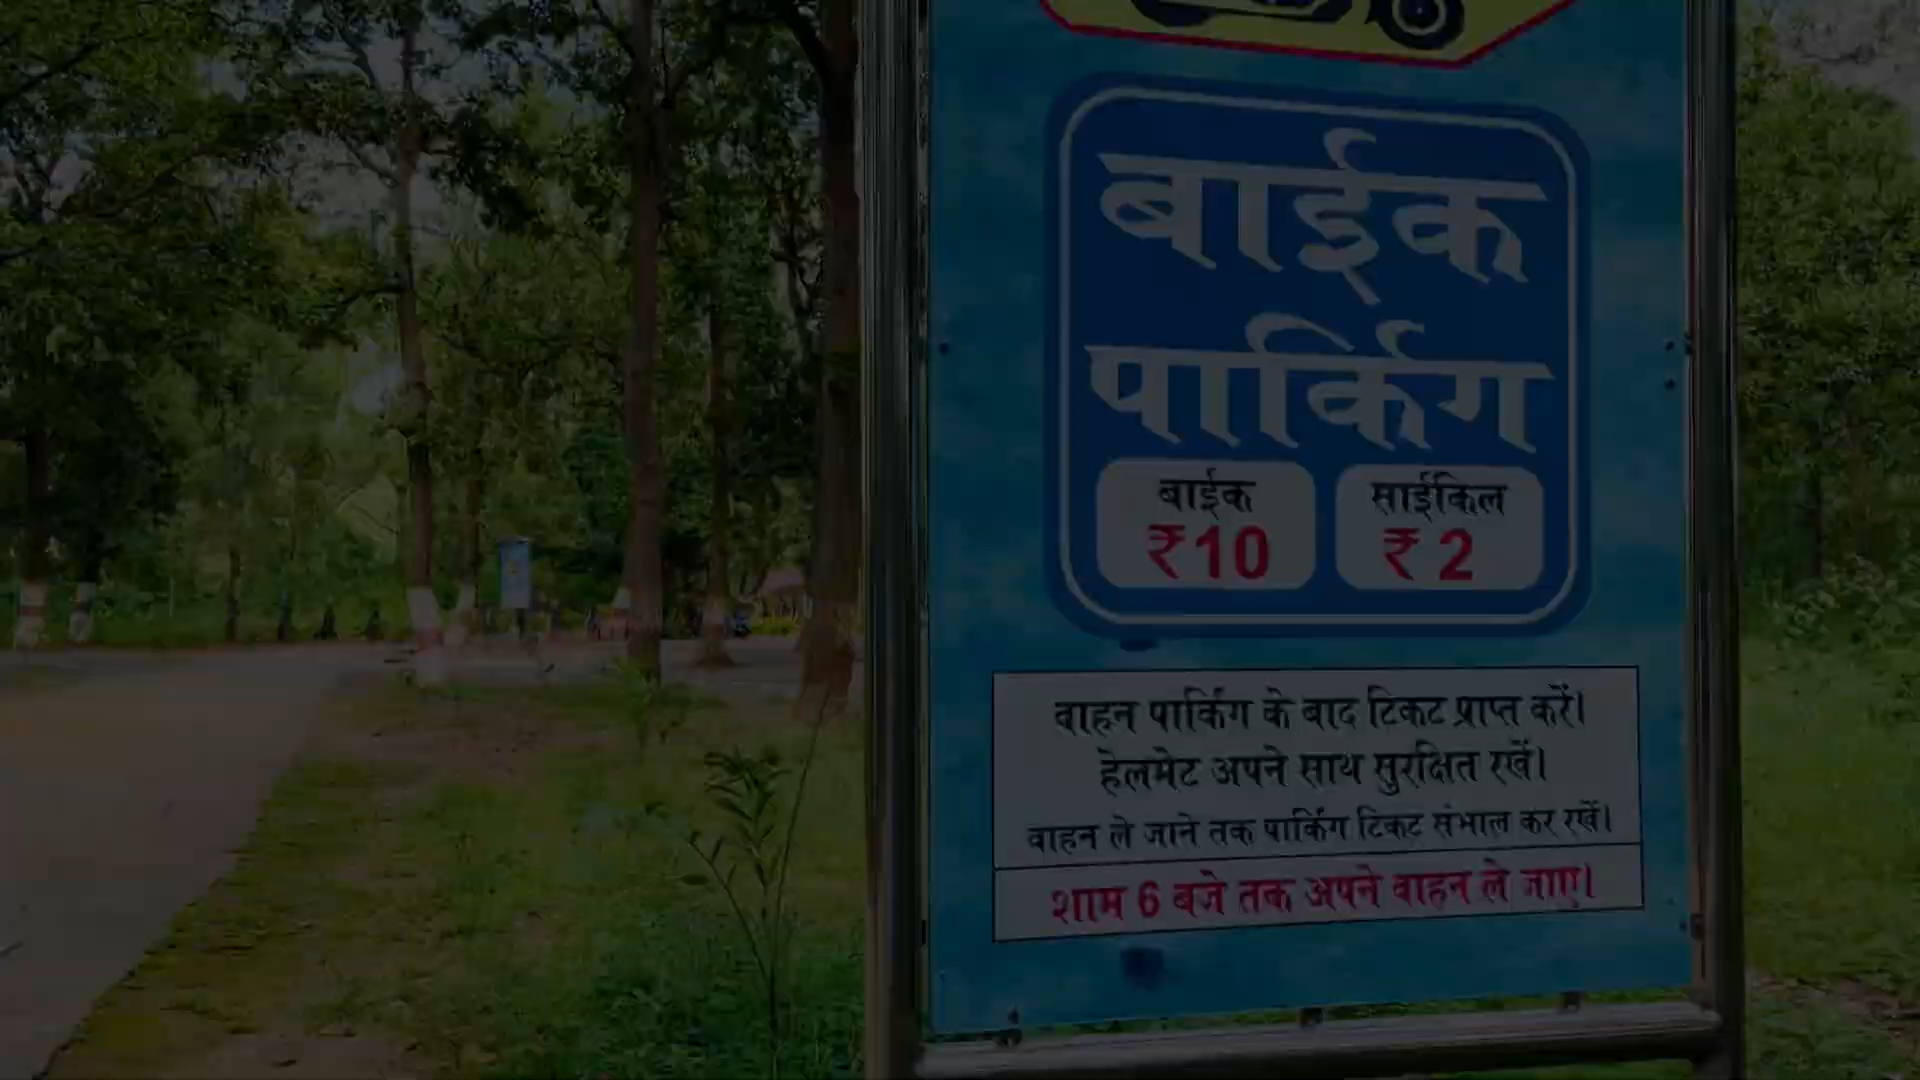 बाईक
पार्किंग
बाईक साईकिल
₹10 ₹ 2
वाहन पार्किंग के बाद टिकट प्राप्त करें।
हेलमेट अपने साथ सुरक्षित रखें।
वाहन ले जाने तक पार्किंग टिकट संभाल कर रखें।
शाम 6 बजे तक अपने वाहन ले जाए।